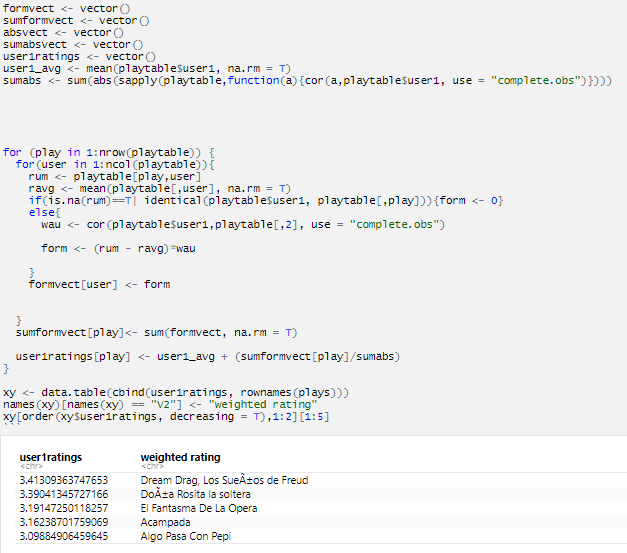 formvect <- vector()
sumformvect <- vector()
absvect <- vector()
sumabsvect <- vector()
user1ratings <- vector()
user1_avg <- mean(playtable$user1, na.rm = T)
sumabs <- sum(abs(sapply(playtable,function(a){cor(a,playtable$user1, use = "complete.obs")})))
for (play in 1:nrow(playtable)) {
for(user in 1:ncol(playtable)){
rum <- playtable[play,user]
ravg <- mean(playtable[,user], na.rm = T)
if(is.na(rum)==T| identical(playtable$user1, playtable[,play])){form <- 0}
else{
wau <- cor(playtable$user1,playtable[,2], use = "complete.obs")
form <- (rum - ravg)*wau
}
formvect[user] <- form
}
sumformvect[play]<- sum(formvect, na.rm = T)
user1ratings[play] <- user1_avg + (sumformvect[play]/sumabs)
}
xy <- data.table(cbind(user1ratings, rownames(plays)))
names(xy)[names(xy) == "V2"] <- "weighted rating"
xy[order(xy$user1ratings, decreasing = T),1:2][1:5]
```
user1ratings weighted rating
<chr> <chr>
3.41309363747653 Dream Drag, Los SueÃ±os de Freud
3.39041345727166 DoÃ±a Rosita la soltera
3.19147250118257 El Fantasma De La Opera
3.16238701759069 Acampada
3.09884906459645 Algo Pasa Con Pepi